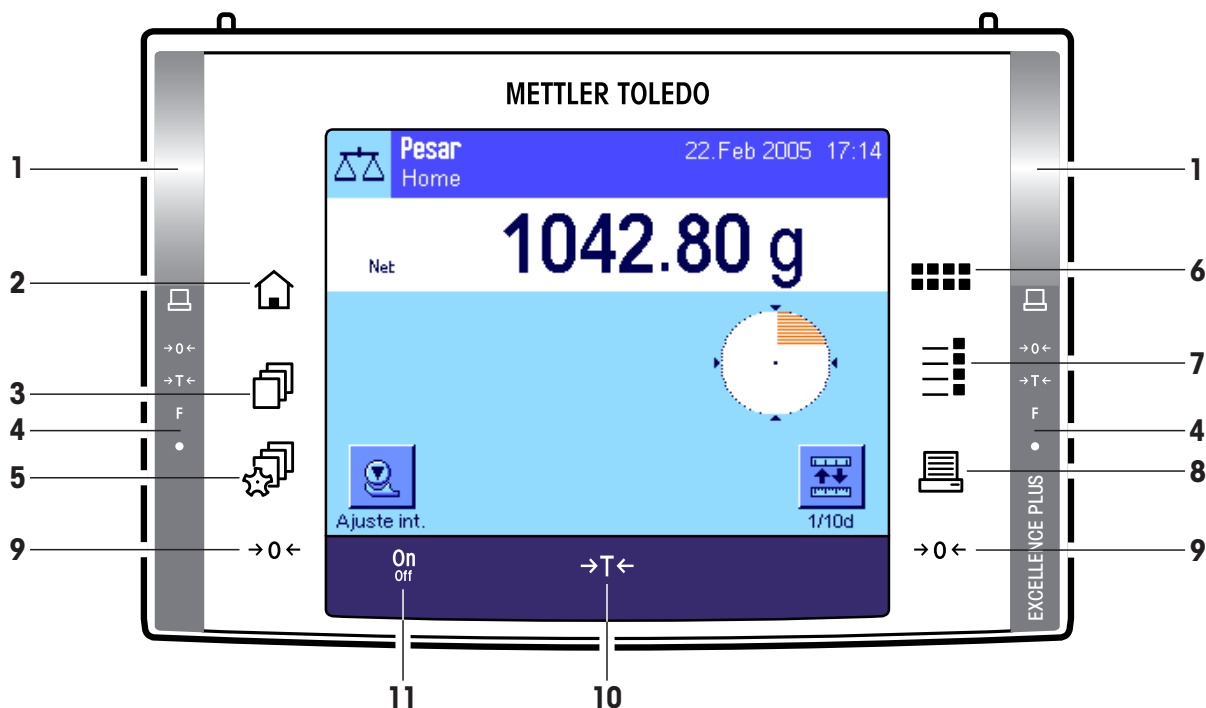 METTLER TOLEDO
Pesar
22.Feb 2005 17:14
Home
1042.80 g
Net
Ajuste int.
1/10d
On
Off
→T←
1
2
→0←
→T←
F
3
4
5
9
→0←
1
6
→0←
→T←
F
7
4
8
9
→0←
EXCELLENCE PLUS
11
10